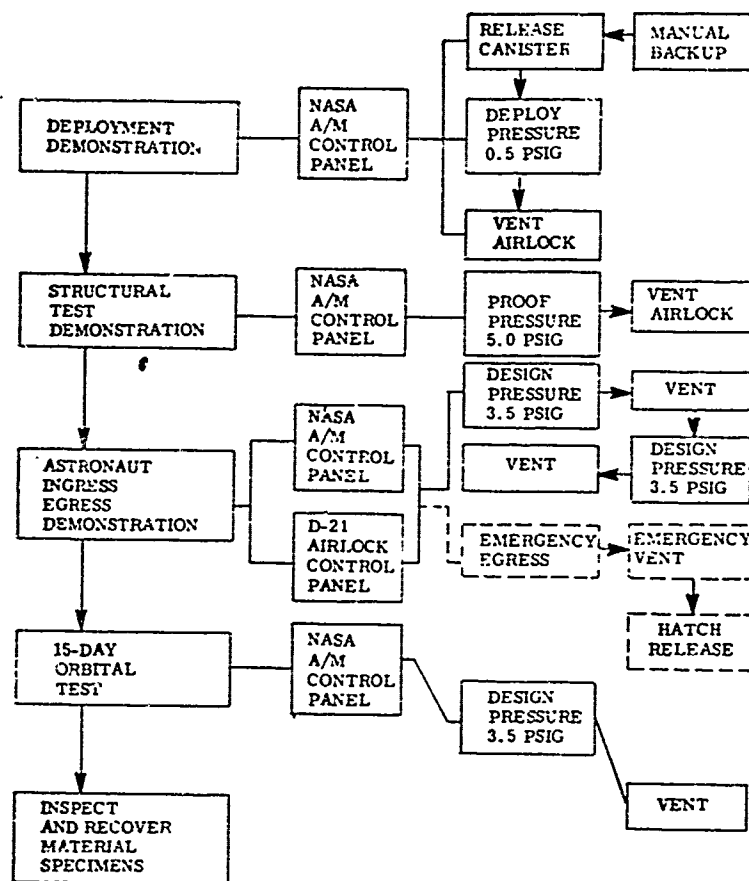 RELEASE
CANISTER
MANUAL
BACKUP
DEPLOYMENT
DEMONSTRATION
NASA
A/M
CONTROL
PANEL
DEPLOY
PRESSURE
0.5 PSIG
VENT
AIRLOCK
STRUCTURAL
TEST
DEMONSTRATION
NASA
A/M
CONTROL
PANEL
PROOF
PRESSURE
5.0 PSIG
VENT
AIRLOCK
ASTRONAUT
INGRESS
EGRESS
DEMONSTRATION
NASA
A/M
CONTROL
PANEL
D-21
AIRLOCK
CONTROL
PANEL
DESIGN
PRESSURE
3.5 PSIG
VENT
DESIGN
PRESSURE
3.5 PSIG
VENT
EMERGENCY
EGRESS
EMERGENCY
VENT
HATCH
RELEASE
15-DAY
ORBITAL
TEST
NASA
A/M
CONTROL
PANEL
DESIGN
PRESSURE
3.5 PSIG
VENT
INSPECT
AND RECOVER
MATERIAL
SPECIMENS